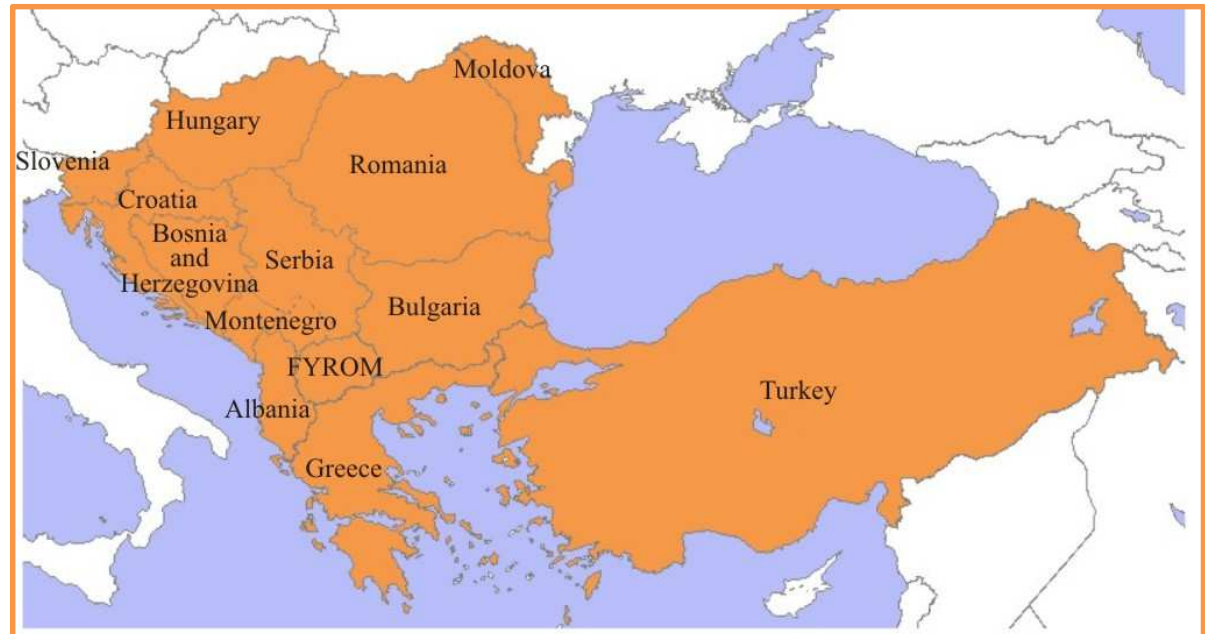 Moldova
Hungary
Slovenia
Romania
Croatia
Bosnia
and
Herzegovina
Serbia
Montenegro
Bulgaria
FYROM
Albania
Turkey
Greece